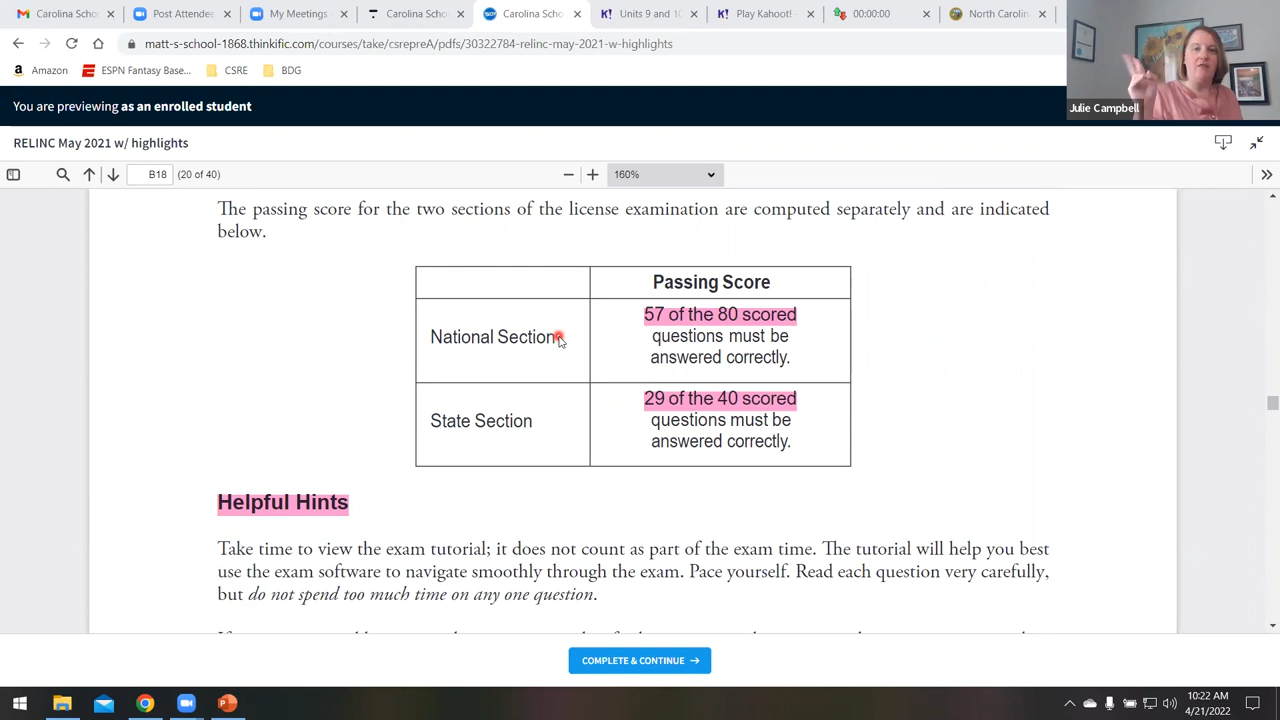 Carolina Scho
Post Attendee
My Meetings -
Carolina Scho
Carolina Scho
Units 9 and 10
Play Kahoot! -
00:00:00
North Carolin
matt-s-school-1868.thinkific.com/courses/take/csrepreA/pdfs/30322784-relinc-may-2021-w-highlights
Amazon
ESPN Fantasy Base...
CSRE
BDG
Julie Campbell
You are previewing as an enrolled student
RELINC May 2021 w/ highlights
B18
(20 of 40)
160%
The passing score for the two sections of the license examination are computed separately and are indicated
below.
Passing Score
National Section
57 of the 80 scored
questions must be
answered correctly.
State Section
29 of the 40 scored
questions must be
answered correctly.
Helpful Hints
Take time to view the exam tutorial; it does not count as part of the exam time. The tutorial will help you best
use the exam software to navigate smoothly through the exam. Pace yourself. Read each question very carefully,
but do not spend too much time on any one question.
COMPLETE & CONTINUE →
10:22 AM
4/21/2022